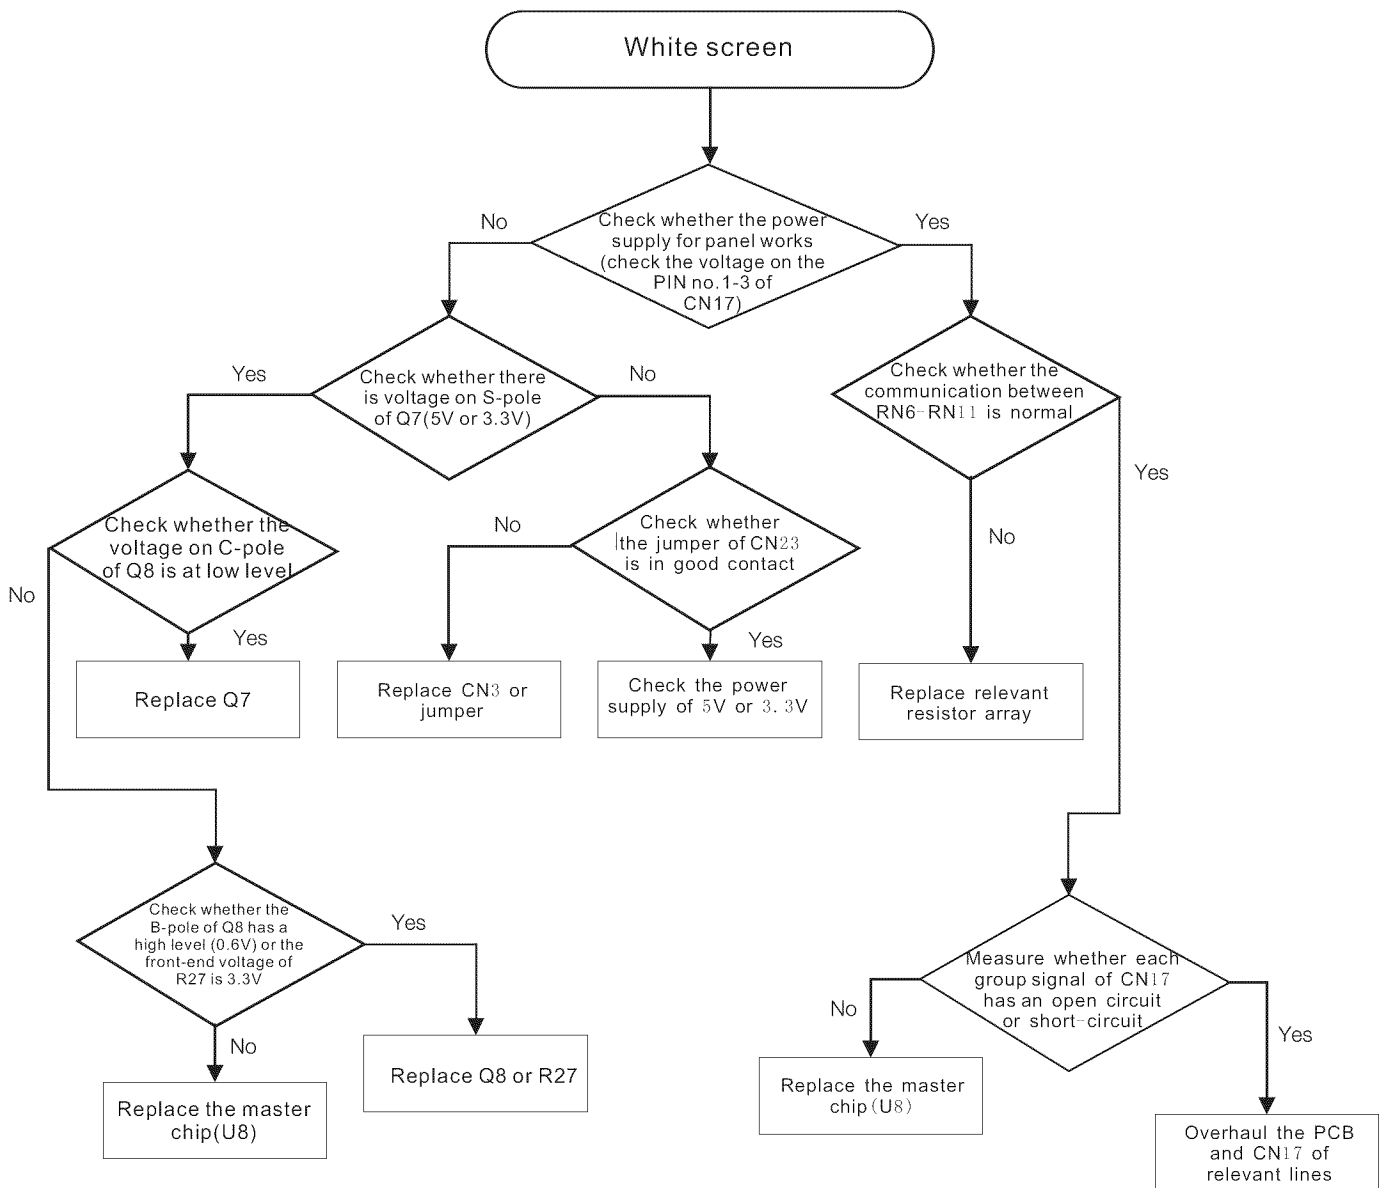 White screen
No
Yes
Check whether the power
supply for panel works
(check the voltage on the
PIN no.1-3 of
CN17)
Yes
Check whether there
is voltage on S-pole
of Q7(5V or 3.3V)
No
Check whether the
communication between
RN6-RN11 is normal
Yes
Check whether the
voltage on C-pole
of Q8 is at low level
No
Check whether
the jumper of CN23
is in good contact
No
No
Yes
Yes
Replace Q7
Replace CN3 or
jumper
Check the power
supply of 5V or 3.3V
Replace relevant
resistor array
Check whether the
B-pole of Q8 has a
high level (0.6V) or the
front-end voltage of
R27 is 3.3V
Yes
No
Replace Q8 or R27
Replace the master
chip(U8)
Measure whether each
group signal of CN17
has an open circuit
or short-circuit
No
Yes
Replace the master
chip(U8)
Overhaul the PCB
and CN17 of
relevant lines